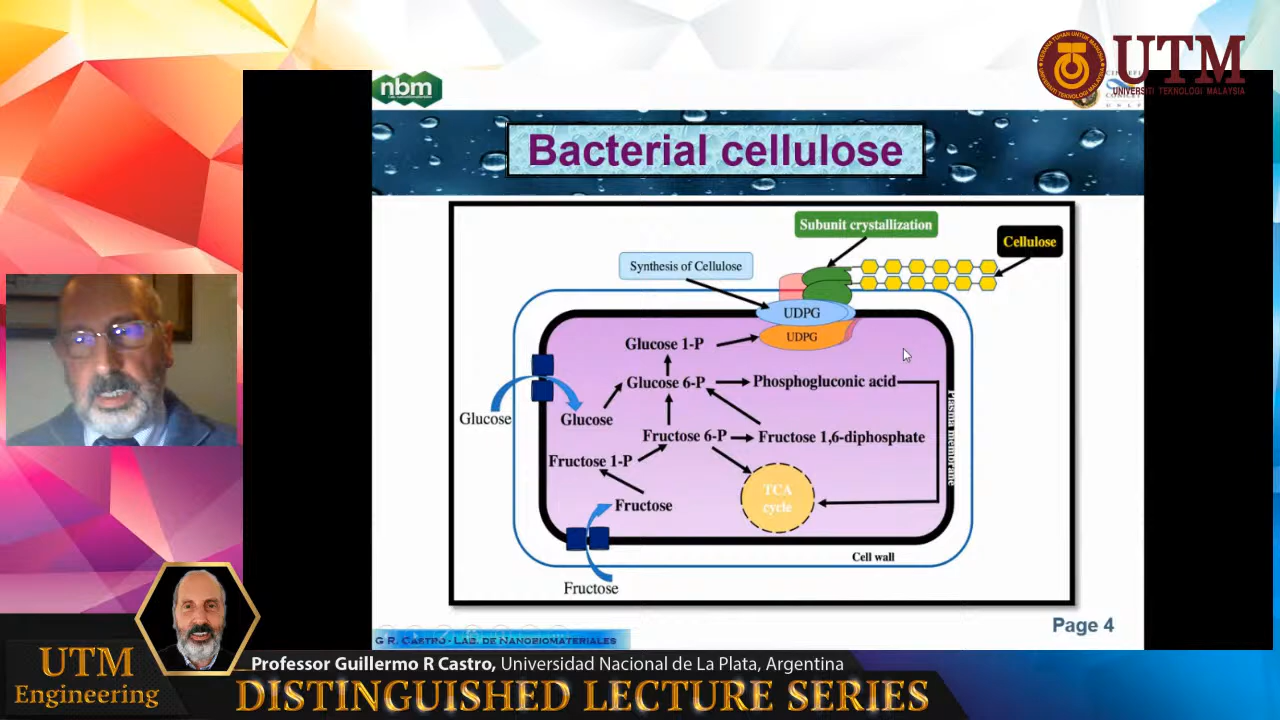 nbm
UTM
UNIVERSITI TEKNOLOGI MALAYSIA
Bacterial cellulose
Subunit crystallization
Cellulose
Synthesis of Cellulose
UDPG
UDPG
Glucose 1-P
Glucose 6-P
Phosphogluconic acid
Glucose
Glucose
Fructose 6-P
Fructose 1,6-diphosphate
Fructose 1-P
Plasma membrane
TCA
cycle
Fructose
Cell wall
Fructose
Page 4
G R. CASTRO - LAB. DE NANOBIOMATERIALES
UTM
Engineering
Professor Guillermo R Castro, Universidad Nacional de La Plata, Argentina
DISTINGUISHED LECTURE SERIES